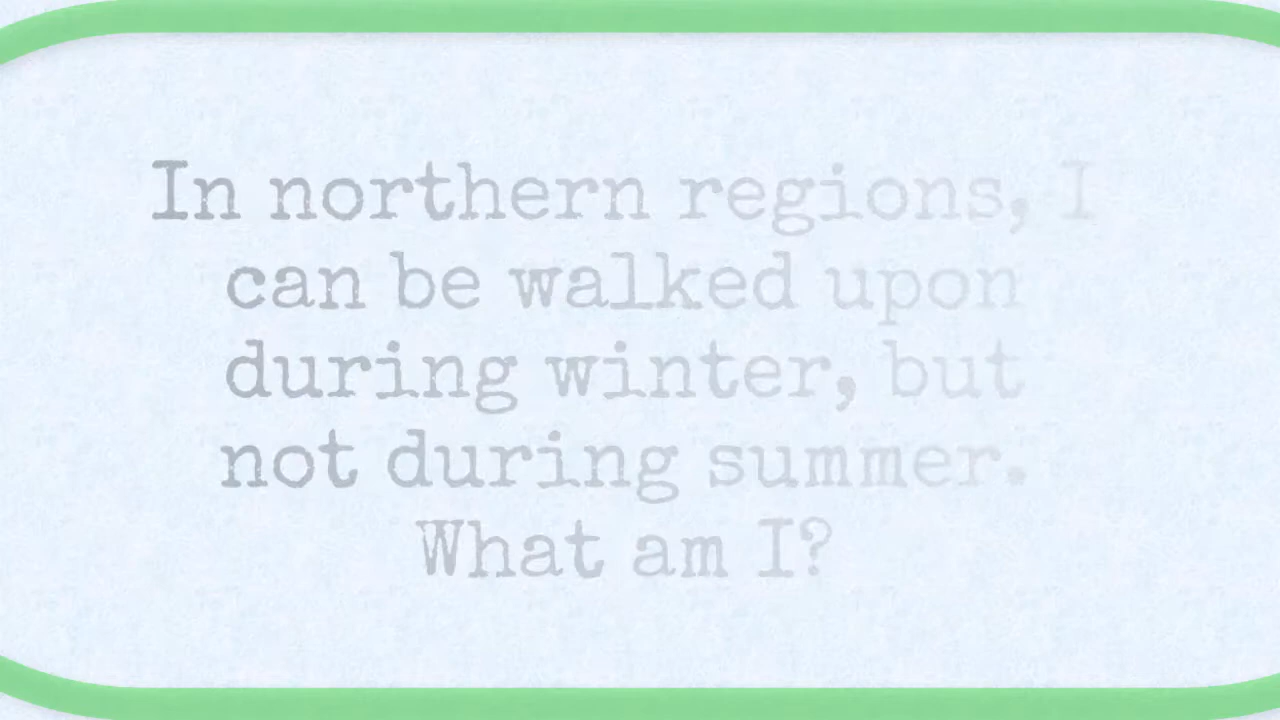 In northern regions, I
can be walked upon
during winter, but
not during summer.
What am I?